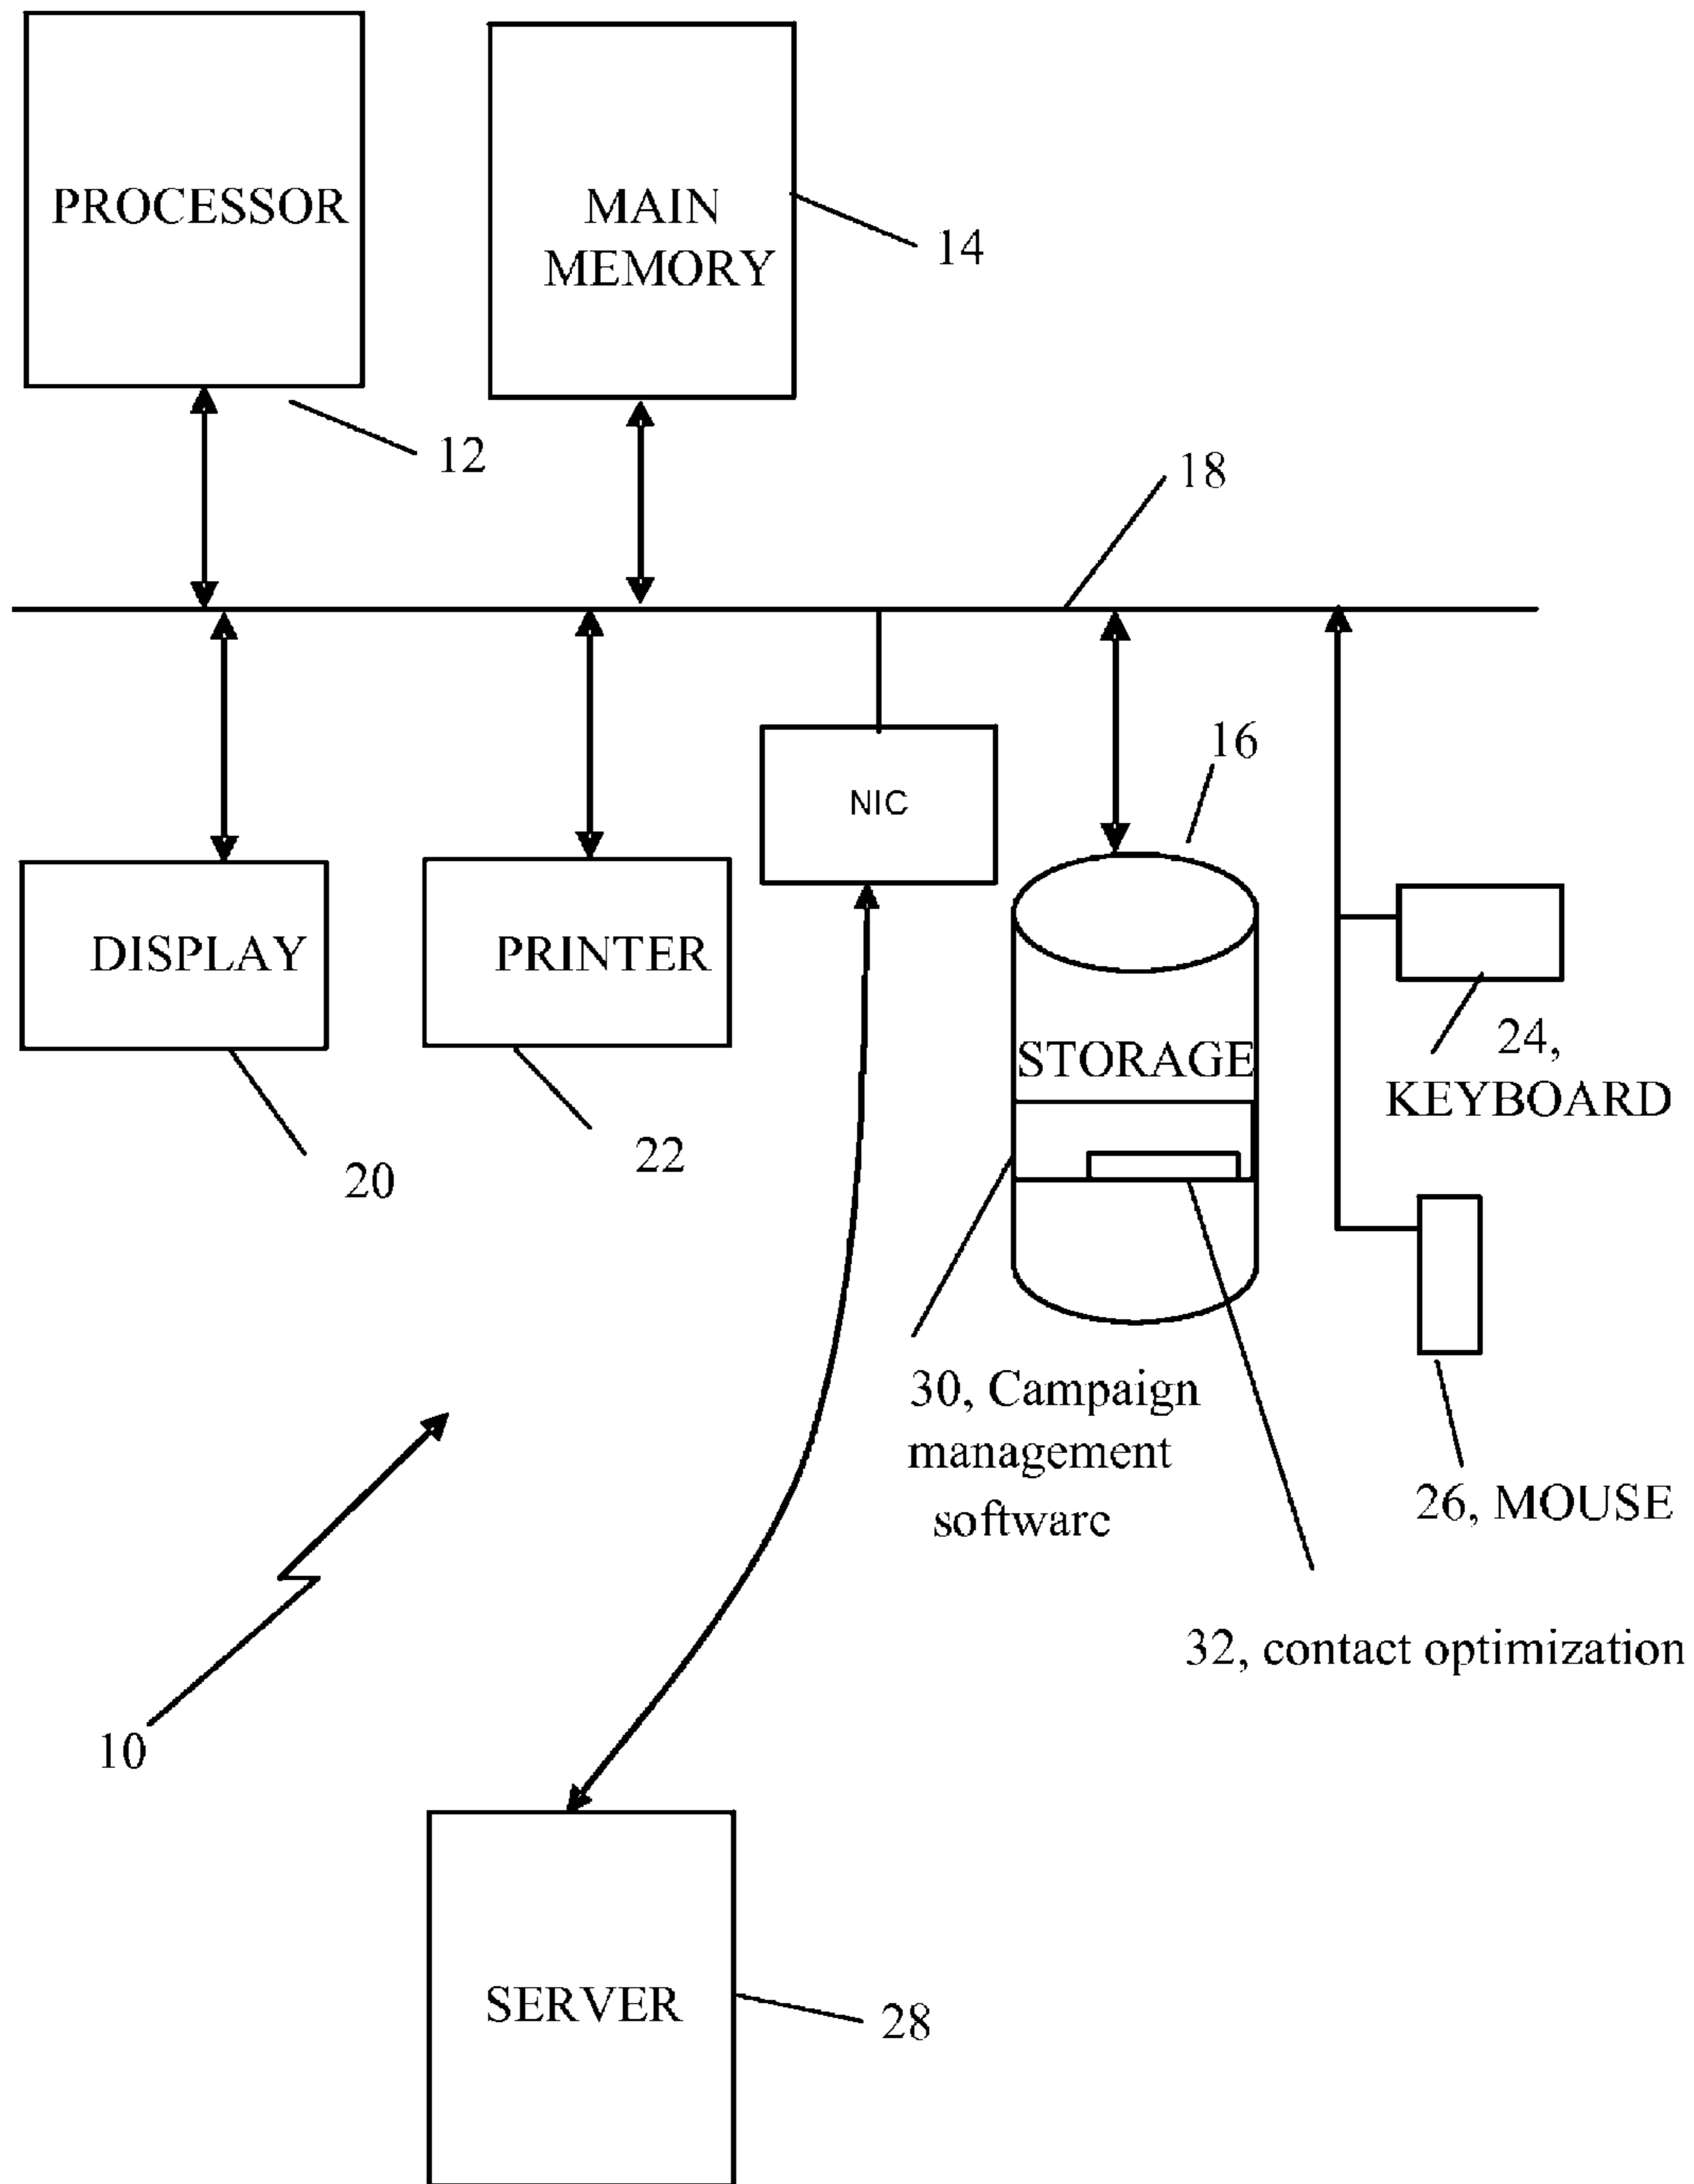 PROCESSOR
MAIN
MEMORY
14
12
18
16
NIC
DISPLAY
PRINTER
STORAGE
24,
KEYBOARD
20
22
30, Campaign
management
software
26, MOUSE
32, contact optimization
10
SERVER
28